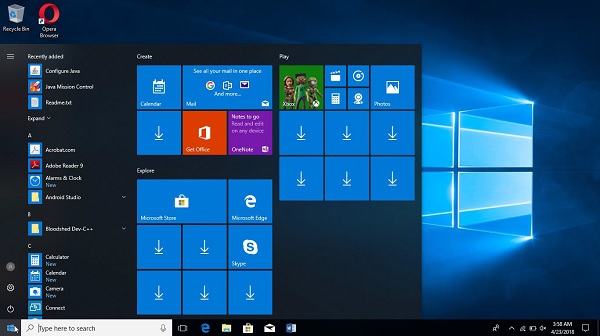 Recycle Bin
Opera
Browser
Recently added
Configure Java
Java Mission Control
Readme.txt
Expand
A
Acrobat.com
Adobe Reader 9
Alarms & Clock
New
Android Studio
B
Bloodshed Dev-C++
C
Calculator
New
Calendar
New
Camera
New
Connect
Create
Calendar
See all your mail in one place
And more...
Mail
Get Office
Notes to go
Read and edit
on any device
OneNote
Explore
Microsoft Store
Microsoft Edge
Skype
Play
Xbox
Photos
Type here to search
3:58 AM
4/23/2018